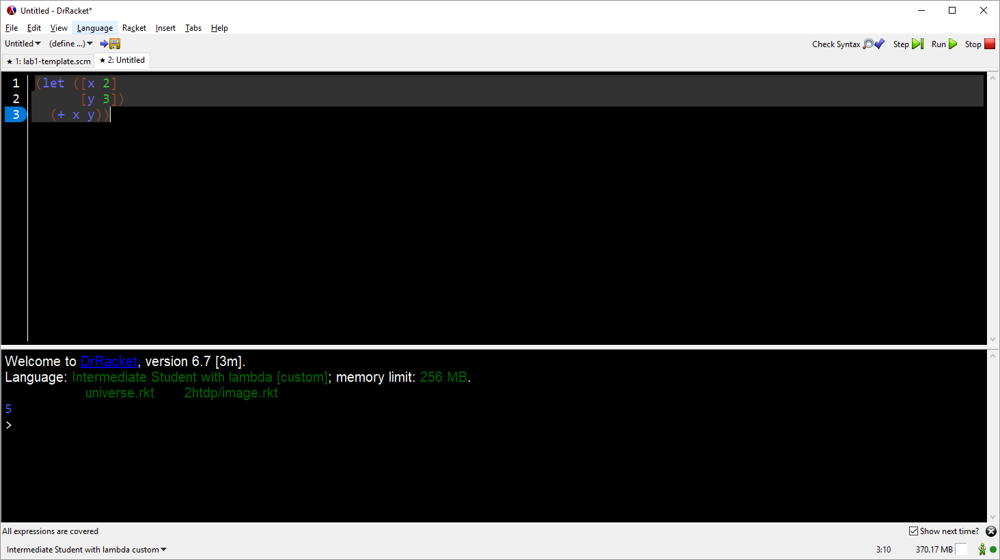 Untitled - DrRacket*
File Edit View Language Racket Insert Tabs Help
Untitled (define ...) Check Syntax Step Run Stop
★ 1: lab1-template.scm ★ 2: Untitled
1 (let ([x 2]
2 [y 3])
3 (+ x y))
Welcome to DrRacket, version 6.7 [3m].
Language: Intermediate Student with lambda [custom]; memory limit: 256 MB.
universe.rkt 2htdp/image.rkt
5
>
All expressions are covered Show next time?
Intermediate Student with lambda custom 3:10 370.17 MB